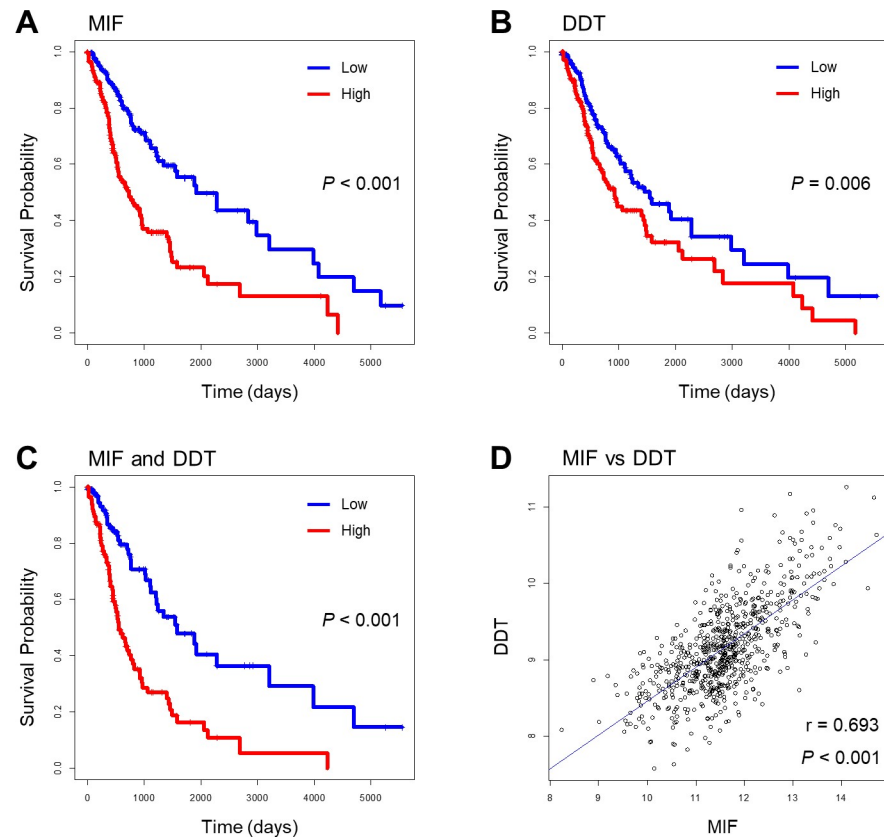 A MIF
1.0
0.8
0.6
0.4
0.2
0.0
Survival Probability
Low
High
P < 0.001
0 1000 2000 3000 4000 5000
Time (days)
B DDT
1.0
0.8
0.6
0.4
0.2
0.0
Survival Probability
Low
High
P = 0.006
0 1000 2000 3000 4000 5000
Time (days)
C MIF and DDT
1.0
0.8
0.6
0.4
0.2
0.0
Survival Probability
Low
High
P < 0.001
0 1000 2000 3000 4000 5000
Time (days)
D MIF vs DDT
11
10
9
8
DDT
r = 0.693
P < 0.001
8 9 10 11 12 13 14
MIF